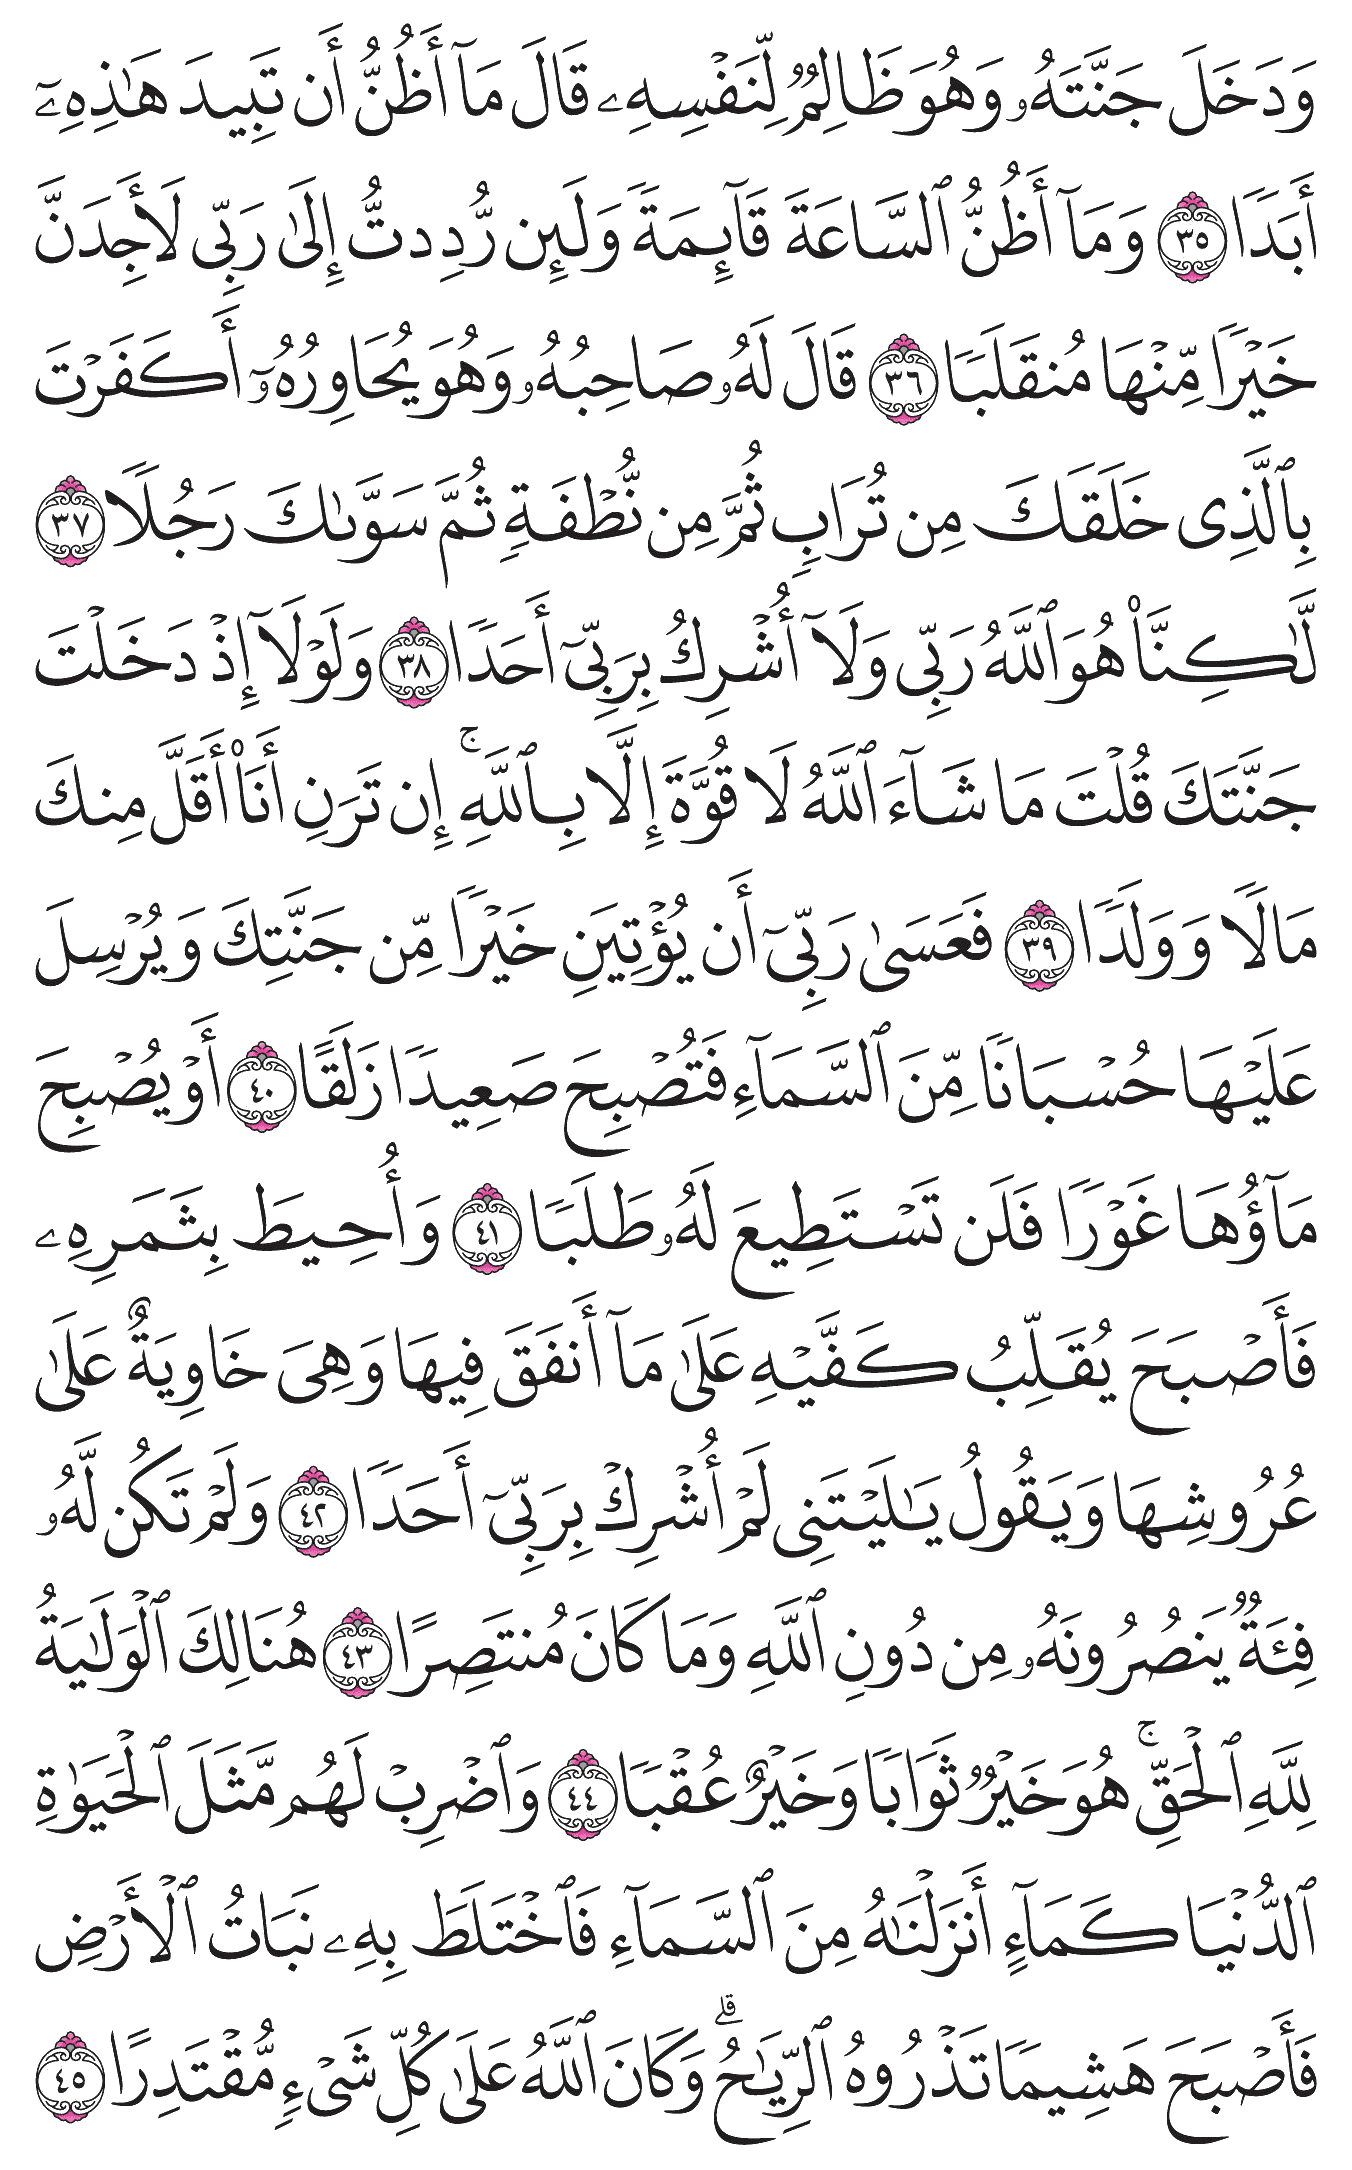 وَدَخَلَ جَنَّتَهُۥ وَهُوَ ظَالِمٌ لِّنَفْسِهِۦ قَالَ مَآ أَظُنُّ أَن تَبِيدَ هَٰذِهِۦٓ
أَبَدًا ٣٥ وَمَآ أَظُنُّ ٱلسَّاعَةَ قَآئِمَةً وَلَئِن رُّدِدتُّ إِلَىٰ رَبِّى لَأَجِدَنَّ
خَيْرًا مِّنْهَا مُنقَلَبًا ٣٦ قَالَ لَهُۥ صَاحِبُهُۥ وَهُوَ يُحَاوِرُهُۥٓ أَكَفَرْتَ
بِٱلَّذِى خَلَقَكَ مِن تُرَابٍ ثُمَّ مِن نُّطْفَةٍ ثُمَّ سَوَّىٰكَ رَجُلًا ٣٧
لَّٰكِنَّا۠ هُوَ ٱللَّهُ رَبِّى وَلَآ أُشْرِكُ بِرَبِّىٓ أَحَدًا ٣٨ وَلَوْلَآ إِذْ دَخَلْتَ
جَنَّتَكَ قُلْتَ مَا شَآءَ ٱللَّهُ لَا قُوَّةَ إِلَّا بِٱللَّهِ ۚ إِن تَرَنِ أَنَا۠ أَقَلَّ مِنكَ
مَالًا وَوَلَدًا ٣٩ فَعَسَىٰ رَبِّىٓ أَن يُؤْتِيَنِ خَيْرًا مِّن جَنَّتِكَ وَيُرْسِلَ
عَلَيْهَا حُسْبَانًا مِّنَ ٱلسَّمَآءِ فَتُصْبِحَ صَعِيدًا زَلَقًا ٤٠ أَوْ يُصْبِحَ
مَآؤُهَا غَوْرًا فَلَن تَسْتَطِيعَ لَهُۥ طَلَبًا ٤١ وَأُحِيطَ بِثَمَرِهِۦ
فَأَصْبَحَ يُقَلِّبُ كَفَّيْهِ عَلَىٰ مَآ أَنفَقَ فِيهَا وَهِىَ خَاوِيَةٌ عَلَىٰ
عُرُوشِهَا وَيَقُولُ يَٰلَيْتَنِى لَمْ أُشْرِكْ بِرَبِّىٓ أَحَدًا ٤٢ وَلَمْ تَكُن لَّهُۥ
فِئَةٌ يَنصُرُونَهُۥ مِن دُونِ ٱللَّهِ وَمَا كَانَ مُنتَصِرًا ٤٣ هُنَالِكَ ٱلْوَلَٰيَةُ
لِلَّهِ ٱلْحَقِّ ۚ هُوَ خَيْرٌ ثَوَابًا وَخَيْرٌ عُقْبًا ٤٤ وَٱضْرِبْ لَهُم مَّثَلَ ٱلْحَيَوٰةِ
ٱلدُّنْيَا كَمَآءٍ أَنزَلْنَٰهُ مِنَ ٱلسَّمَآءِ فَٱخْتَلَطَ بِهِۦ نَبَاتُ ٱلْأَرْضِ
فَأَصْبَحَ هَشِيمًا تَذْرُوهُ ٱلرِّيَٰحُ ۗ وَكَانَ ٱللَّهُ عَلَىٰ كُلِّ شَىْءٍ مُّقْتَدِرًا ٤٥